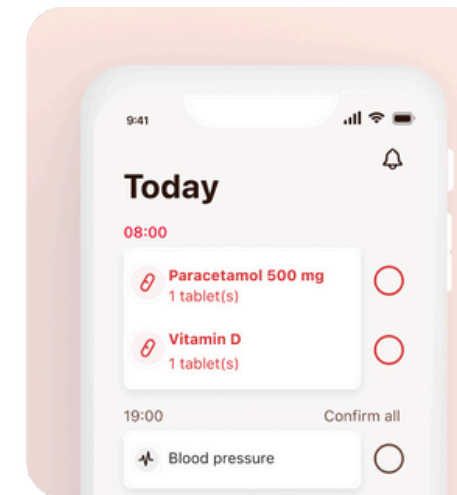 9:41
Today
08:00
Paracetamol 500 mg
1 tablet(s)
Vitamin D
1 tablet(s)
19:00 Confirm all
Blood pressure